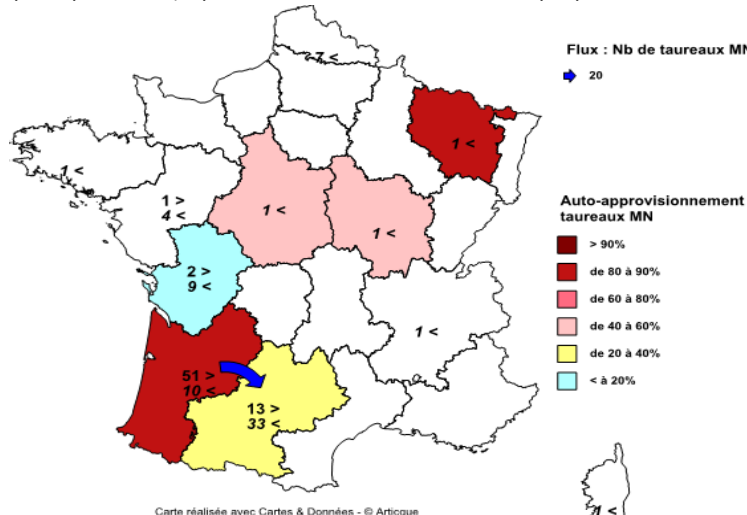 Flux : Nb de taureaux MN
20
7 <
1 <
1 <
1 >
4 <
1 <
1 <
2 >
9 <
1 <
51 >
10 <
13 >
33 <
1 <
Auto-approvisionnement
taureaux MN
> 90%
de 80 à 90%
de 60 à 80%
de 40 à 60%
de 20 à 40%
< à 20%
Carte réalisée avec Cartes & Données - © Articque